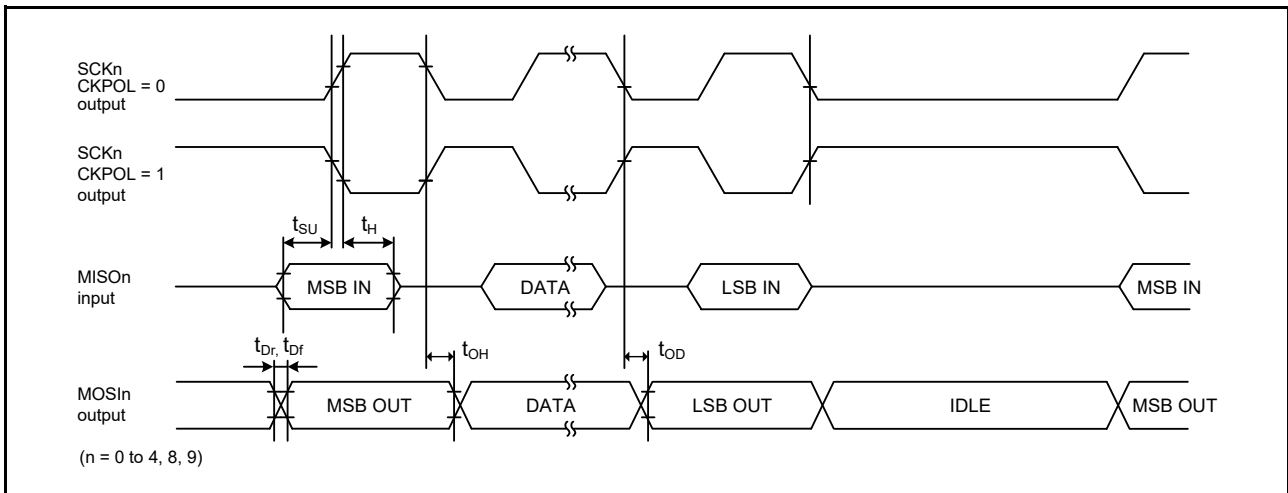 SCKn
CKPOL = 0
output
SCKn
CKPOL = 1
output
tSU
tH
MISOn
input
MSB IN
DATA
LSB IN
MSB IN
tDr, tDf
tOH
tOD
MOSIn
output
MSB OUT
DATA
LSB OUT
IDLE
MSB OUT
(n = 0 to 4, 8, 9)